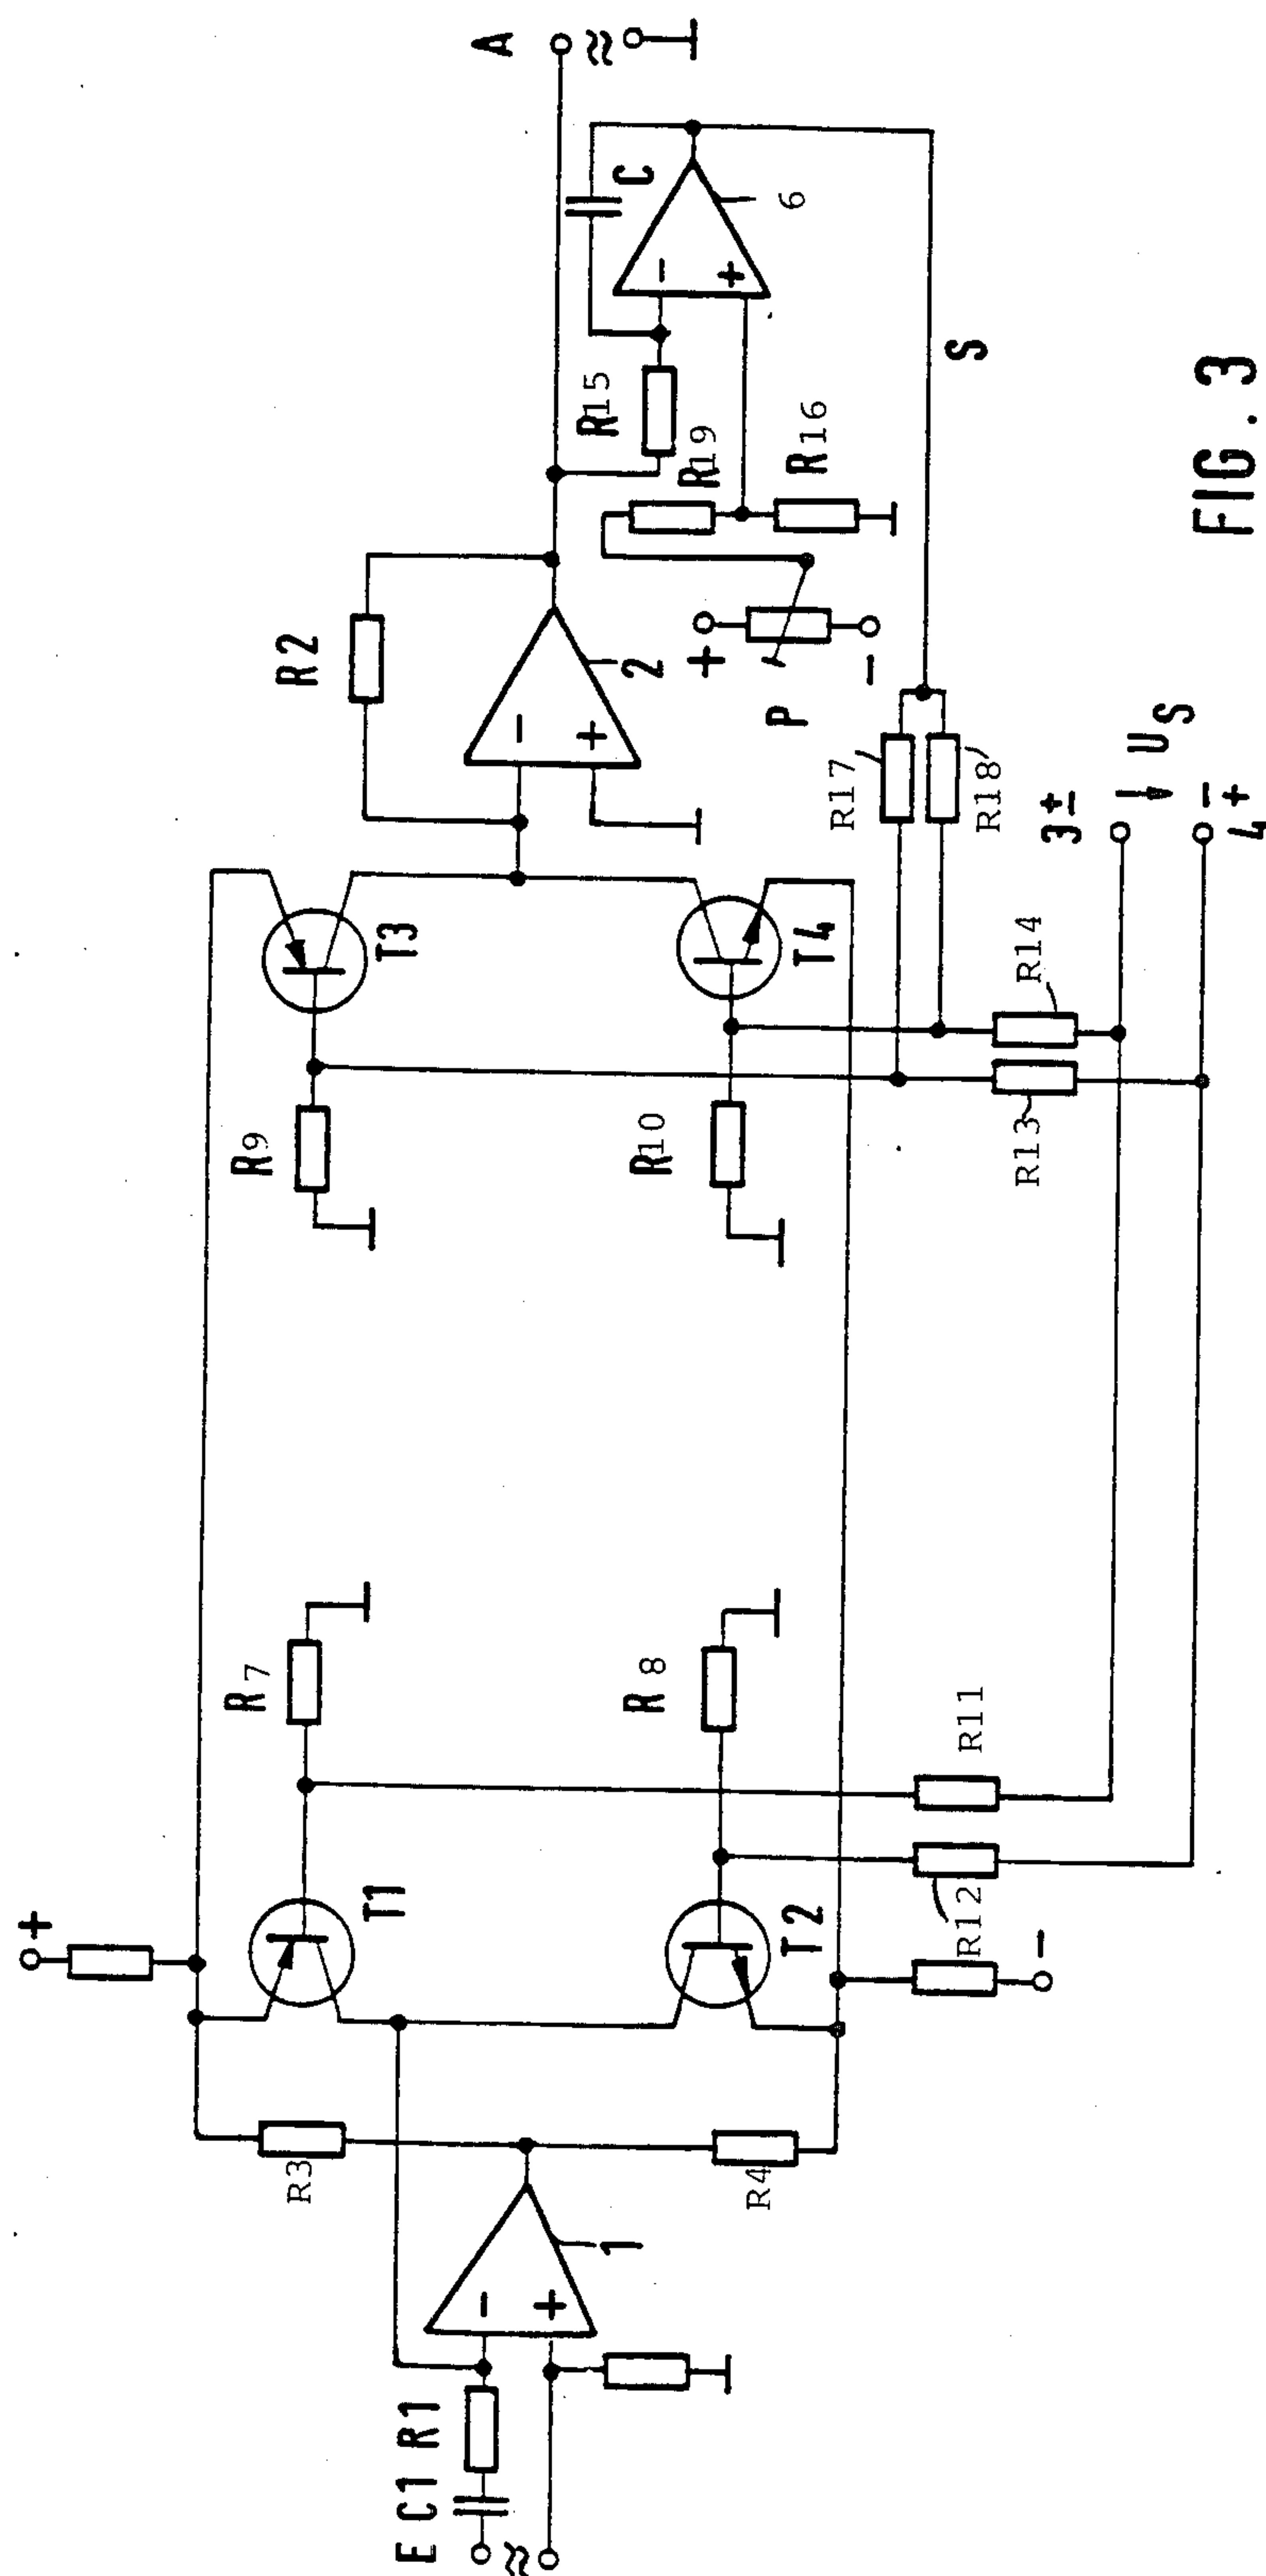 E C1 R1
1
R3
R4
+
T1
T2
R7
R8
R12
R11
-
R9
R10
T3
T4
R13
R14
R2
2
R17
R18
3 ±
U_S
4 ∓
P
+
-
R19
R15
R16
C
6
S
A
FIG. 3